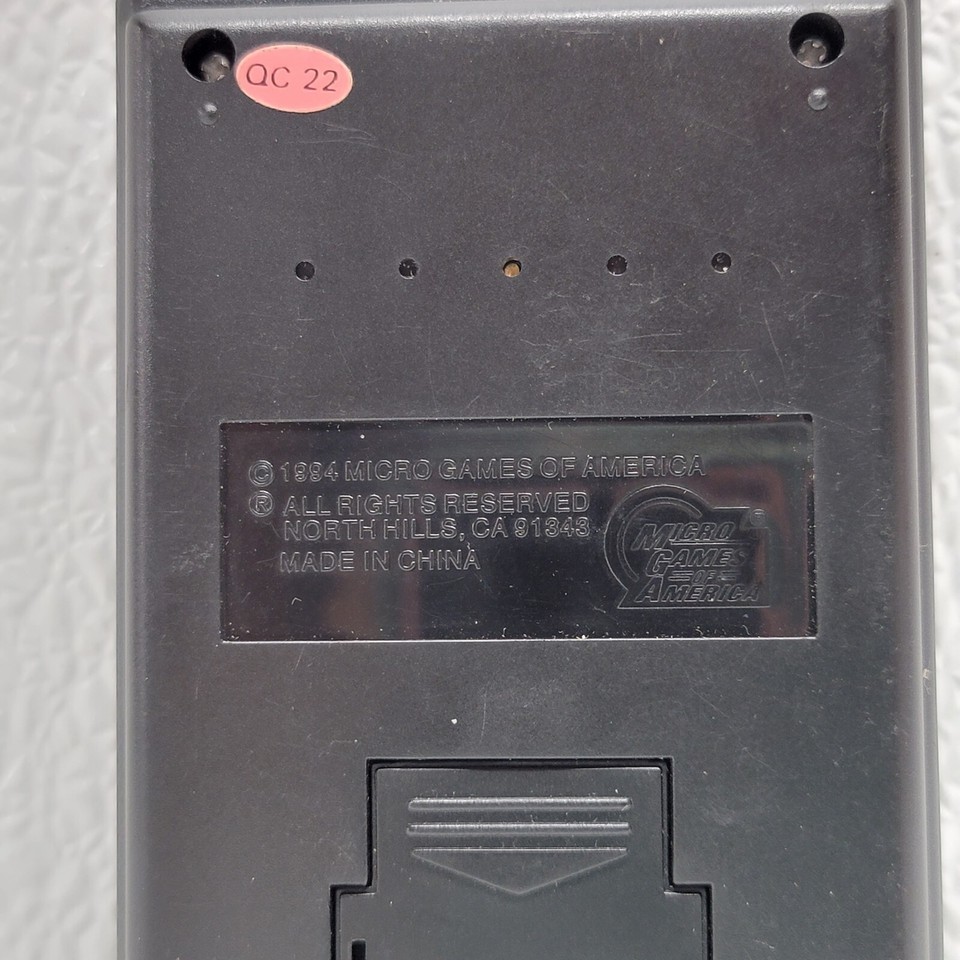 QC 22
© 1994 MICRO GAMES OF AMERICA
® ALL RIGHTS RESERVED
NORTH HILLS, CA 91343
MADE IN CHINA
MICRO
GAMES
OF
AMERICA
®